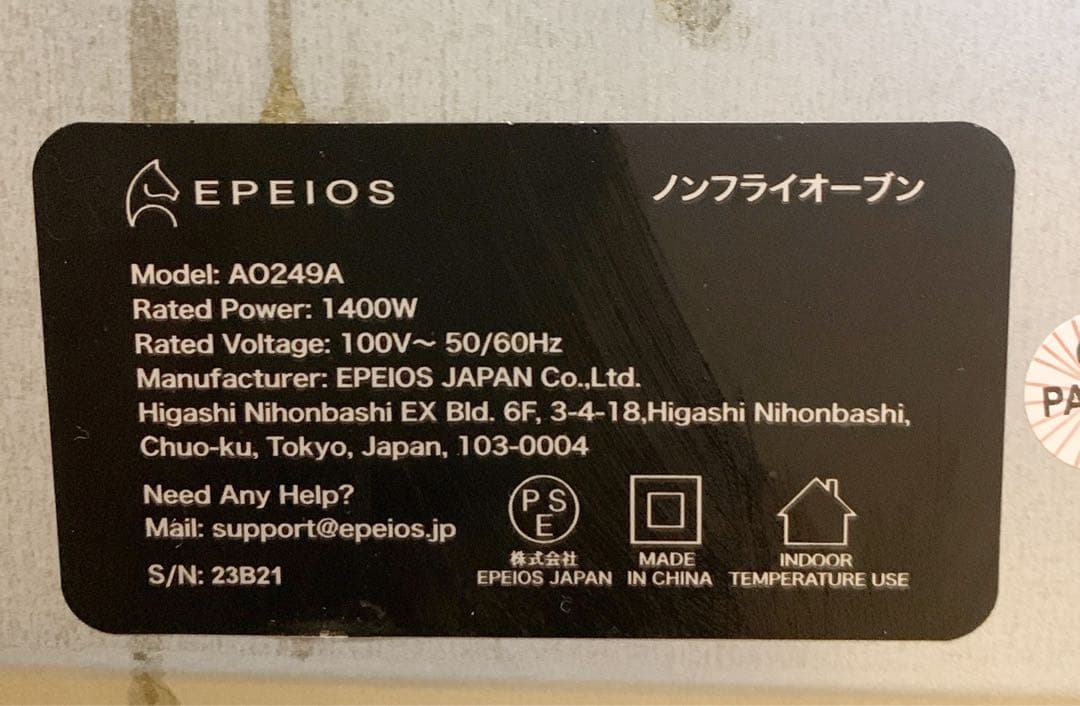 EPEIOS
ノンフライオーブン
Model: AO249A
Rated Power: 1400W
Rated Voltage: 100V～ 50/60Hz
Manufacturer: EPEIOS JAPAN Co.,Ltd.
Higashi Nihonbashi EX Bld. 6F, 3-4-18,Higashi Nihonbashi,
Chuo-ku, Tokyo, Japan, 103-0004
Need Any Help?
Mail: support@epeios.jp
S/N: 23B21
PS
E
株式会社
EPEIOS JAPAN
MADE
IN CHINA
INDOOR
TEMPERATURE USE